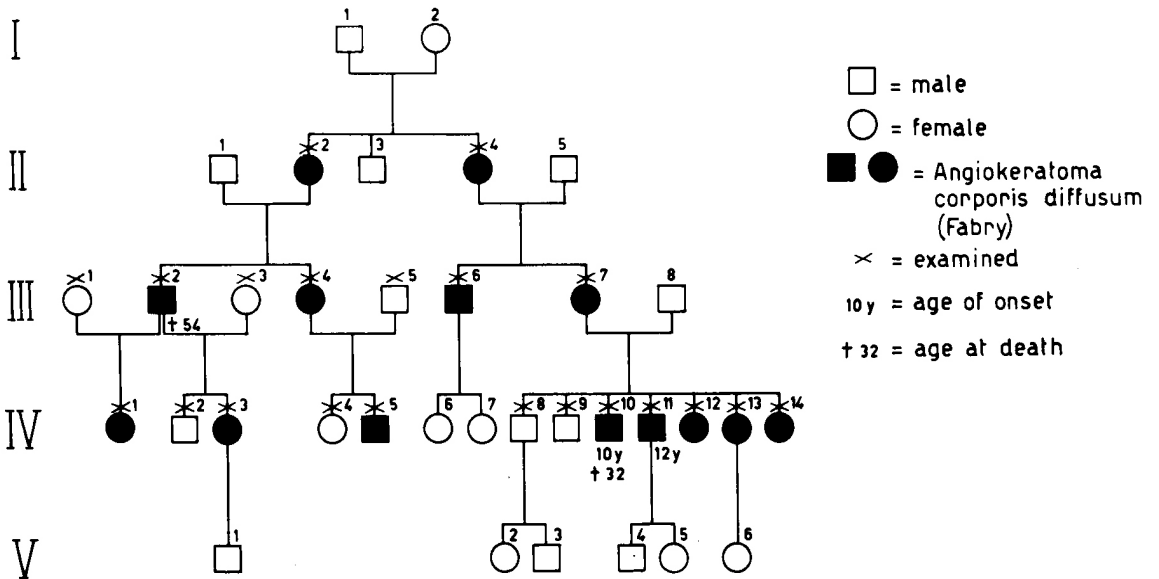 I
1 2
II
1 2 3 4 5
III
1 2 3 4 5 6 7 8
† 54
IV
1 2 3 4 5 6 7 8 9 10 11 12 13 14
10 y 12 y
† 32
V
1 2 3 4 5 6
= male
= female
= Angiokeratoma
corporis diffusum
(Fabry)
× = examined
10 y = age of onset
† 32 = age at death